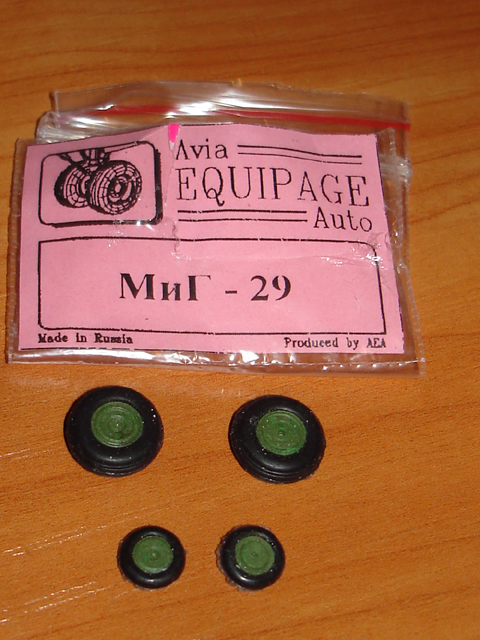 Avia
EQUIPAGE
Auto
МиГ - 29
Made in Russia
Produced by AEA